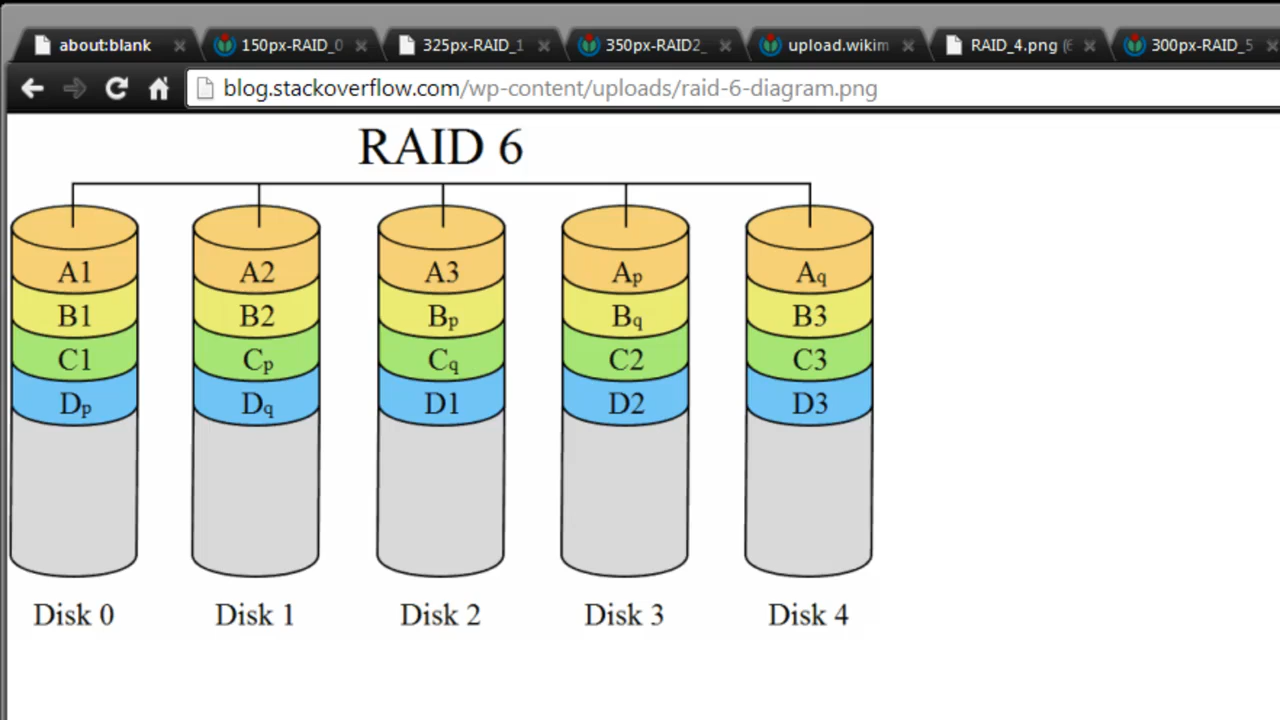 about:blank 150px-RAID_0 325px-RAID_1 350px-RAID2_ upload.wikim RAID_4.png (6 300px-RAID_5
blog.stackoverflow.com/wp-content/uploads/raid-6-diagram.png
RAID 6
A1 A2 A3 Ap Aq
B1 B2 Bp Bq B3
C1 Cp Cq C2 C3
Dp Dq D1 D2 D3
Disk 0 Disk 1 Disk 2 Disk 3 Disk 4